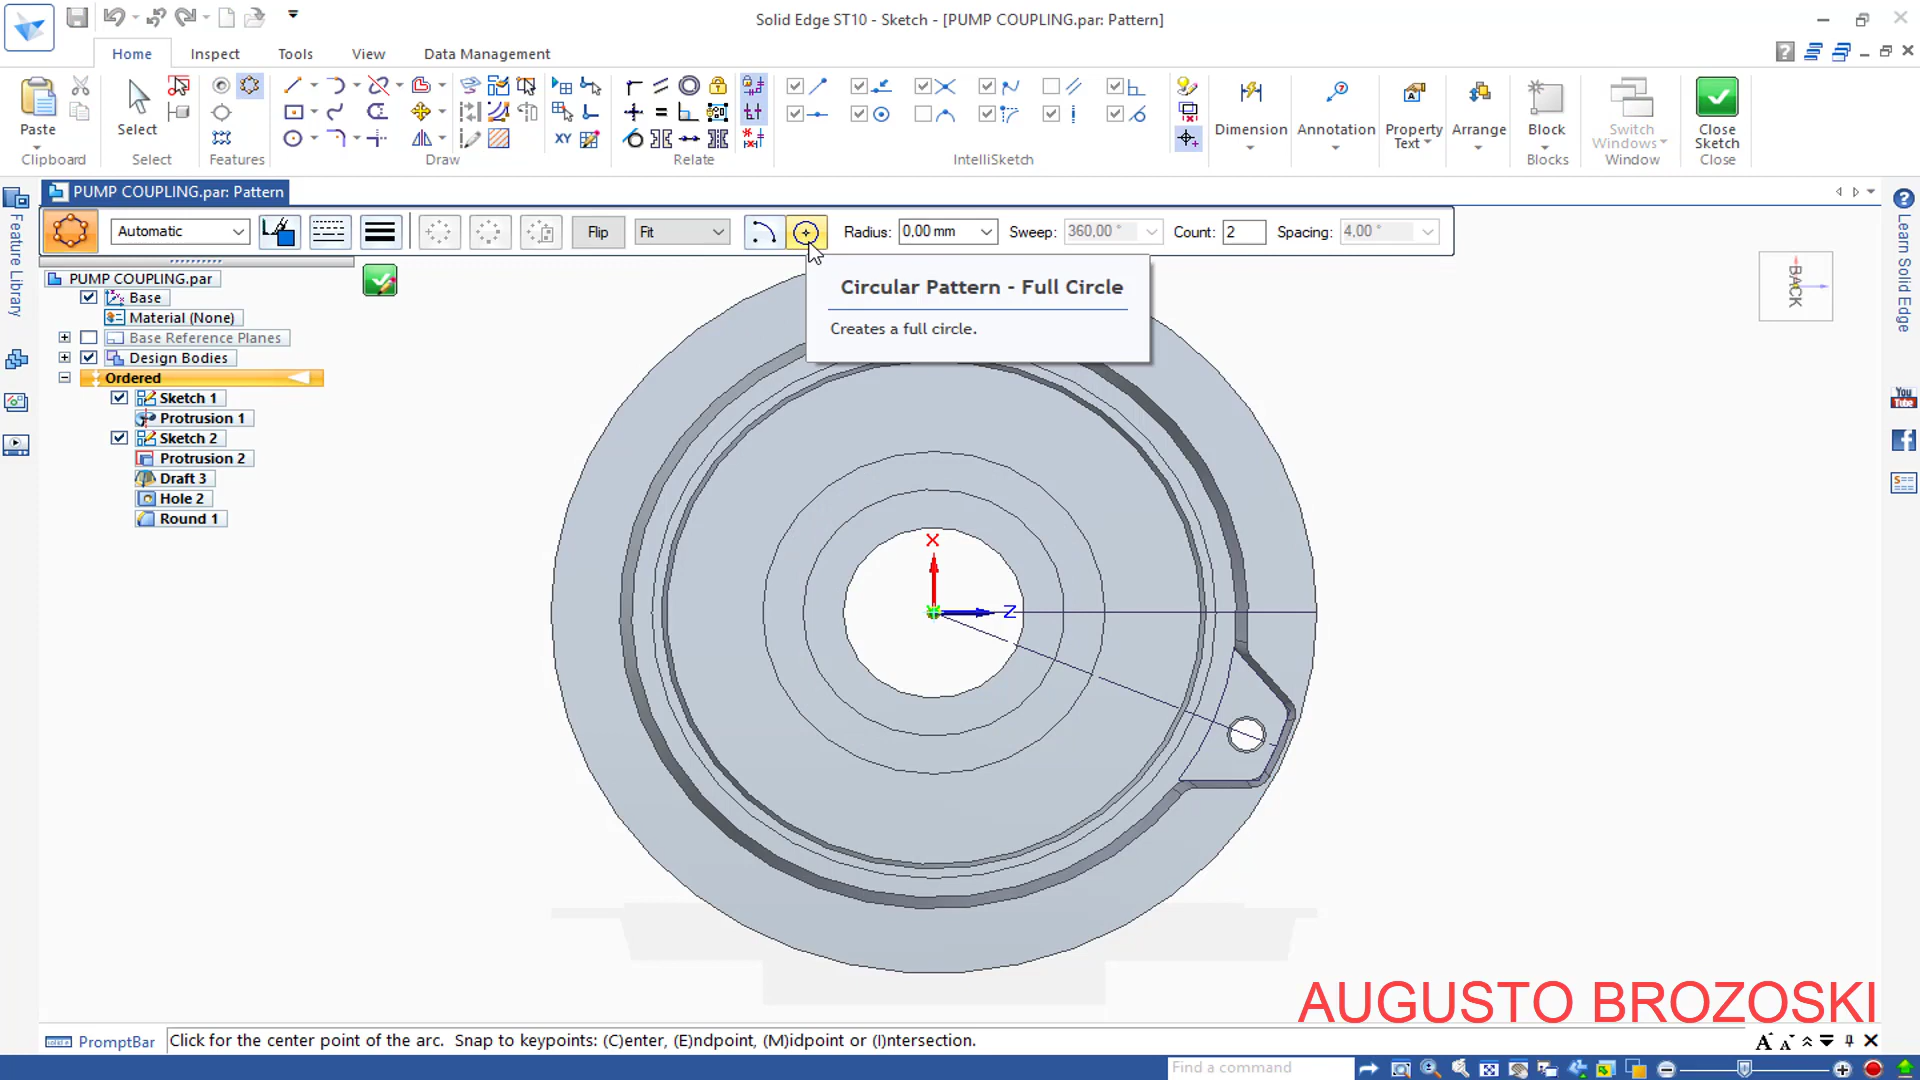 Solid Edge ST10 - Sketch - [PUMP COUPLING.par: Pattern]
Home Inspect Tools View Data Management
Paste
Clipboard
Select
Select
Features
Draw
XY
Relate
IntelliSketch
Dimension
Annotation
Property Text
Arrange
Block
Blocks
Switch Windows
Window
Close Sketch
Close
PUMP COUPLING.par: Pattern
Automatic Flip Fit Radius: 0,00 mm Sweep: 360,00 ° Count: 2 Spacing: 4,00 °
Circular Pattern - Full Circle
Creates a full circle.
Feature Library
PUMP COUPLING.par
Base
Material (None)
Base Reference Planes
Design Bodies
Ordered
Sketch 1
Protrusion 1
Sketch 2
Protrusion 2
Draft 3
Hole 2
Round 1
BACK
Learn Solid Edge
You
Tube
X
Z
AUGUSTO BROZOSKI
PromptBar Click for the center point of the arc. Snap to keypoints: (C)enter, (E)ndpoint, (M)idpoint or (I)ntersection.
Find a command